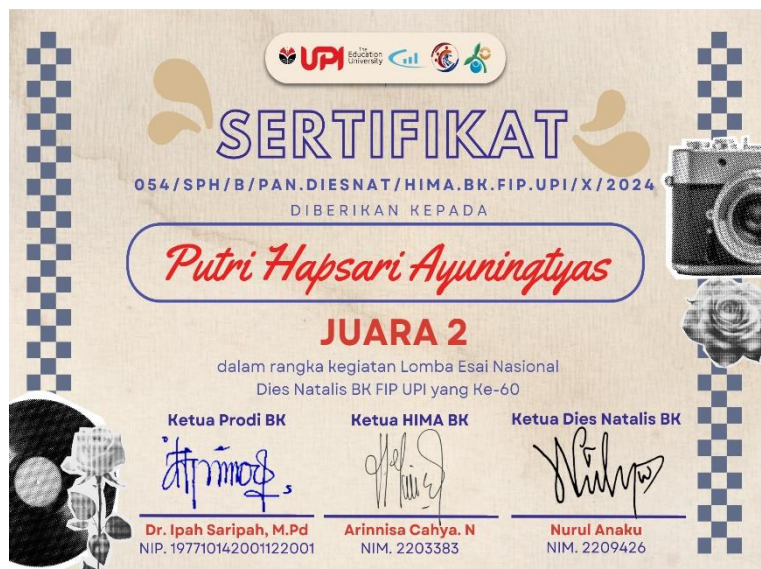 UPI The Education University
SERTIFIKAT
054/SPH/B/PAN.DIESNAT/HIMA.BK.FIP.UPI/X/2024
DIBERIKAN KEPADA
Putri Hapsari Ayuningtyas
JUARA 2
dalam rangka kegiatan Lomba Esai Nasional
Dies Natalis BK FIP UPI yang Ke-60
Ketua Prodi BK
Ketua HIMA BK
Ketua Dies Natalis BK
Dr. Ipah Saripah, M.Pd
NIP. 197710142001122001
Arinnisa Cahya. N
NIM. 2203383
Nurul Anaku
NIM. 2209426